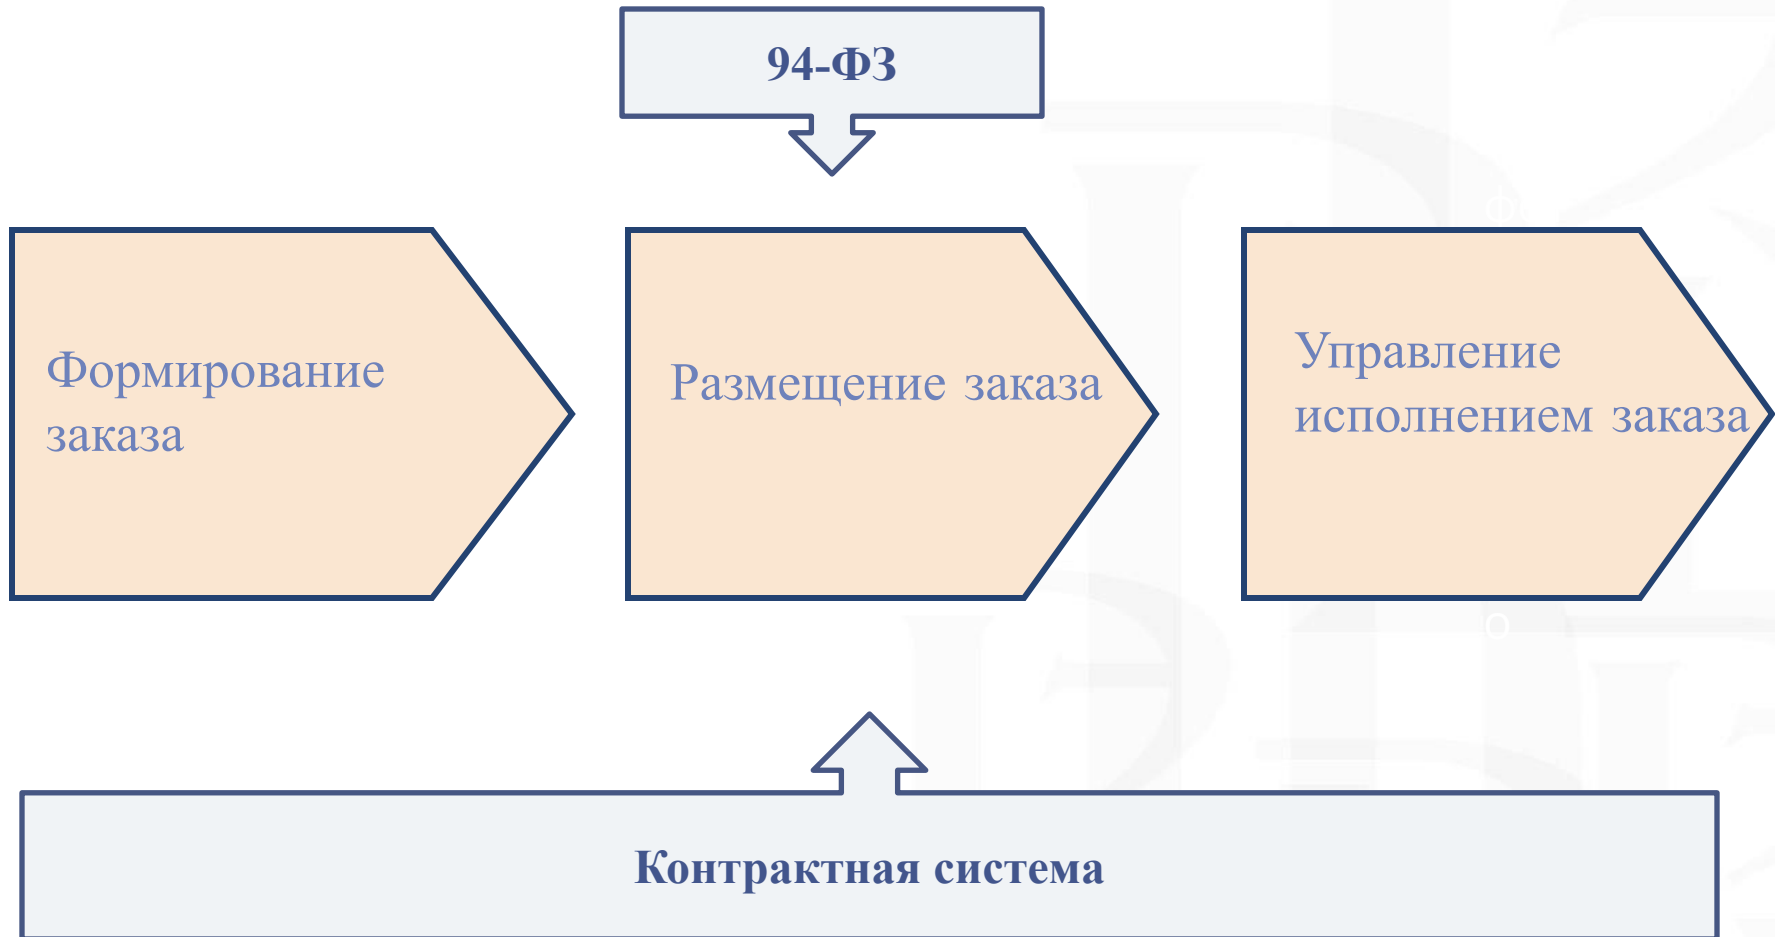 94-ФЗ
Формирование
заказа
Размещение заказа
Управление
исполнением заказа
Контрактная система